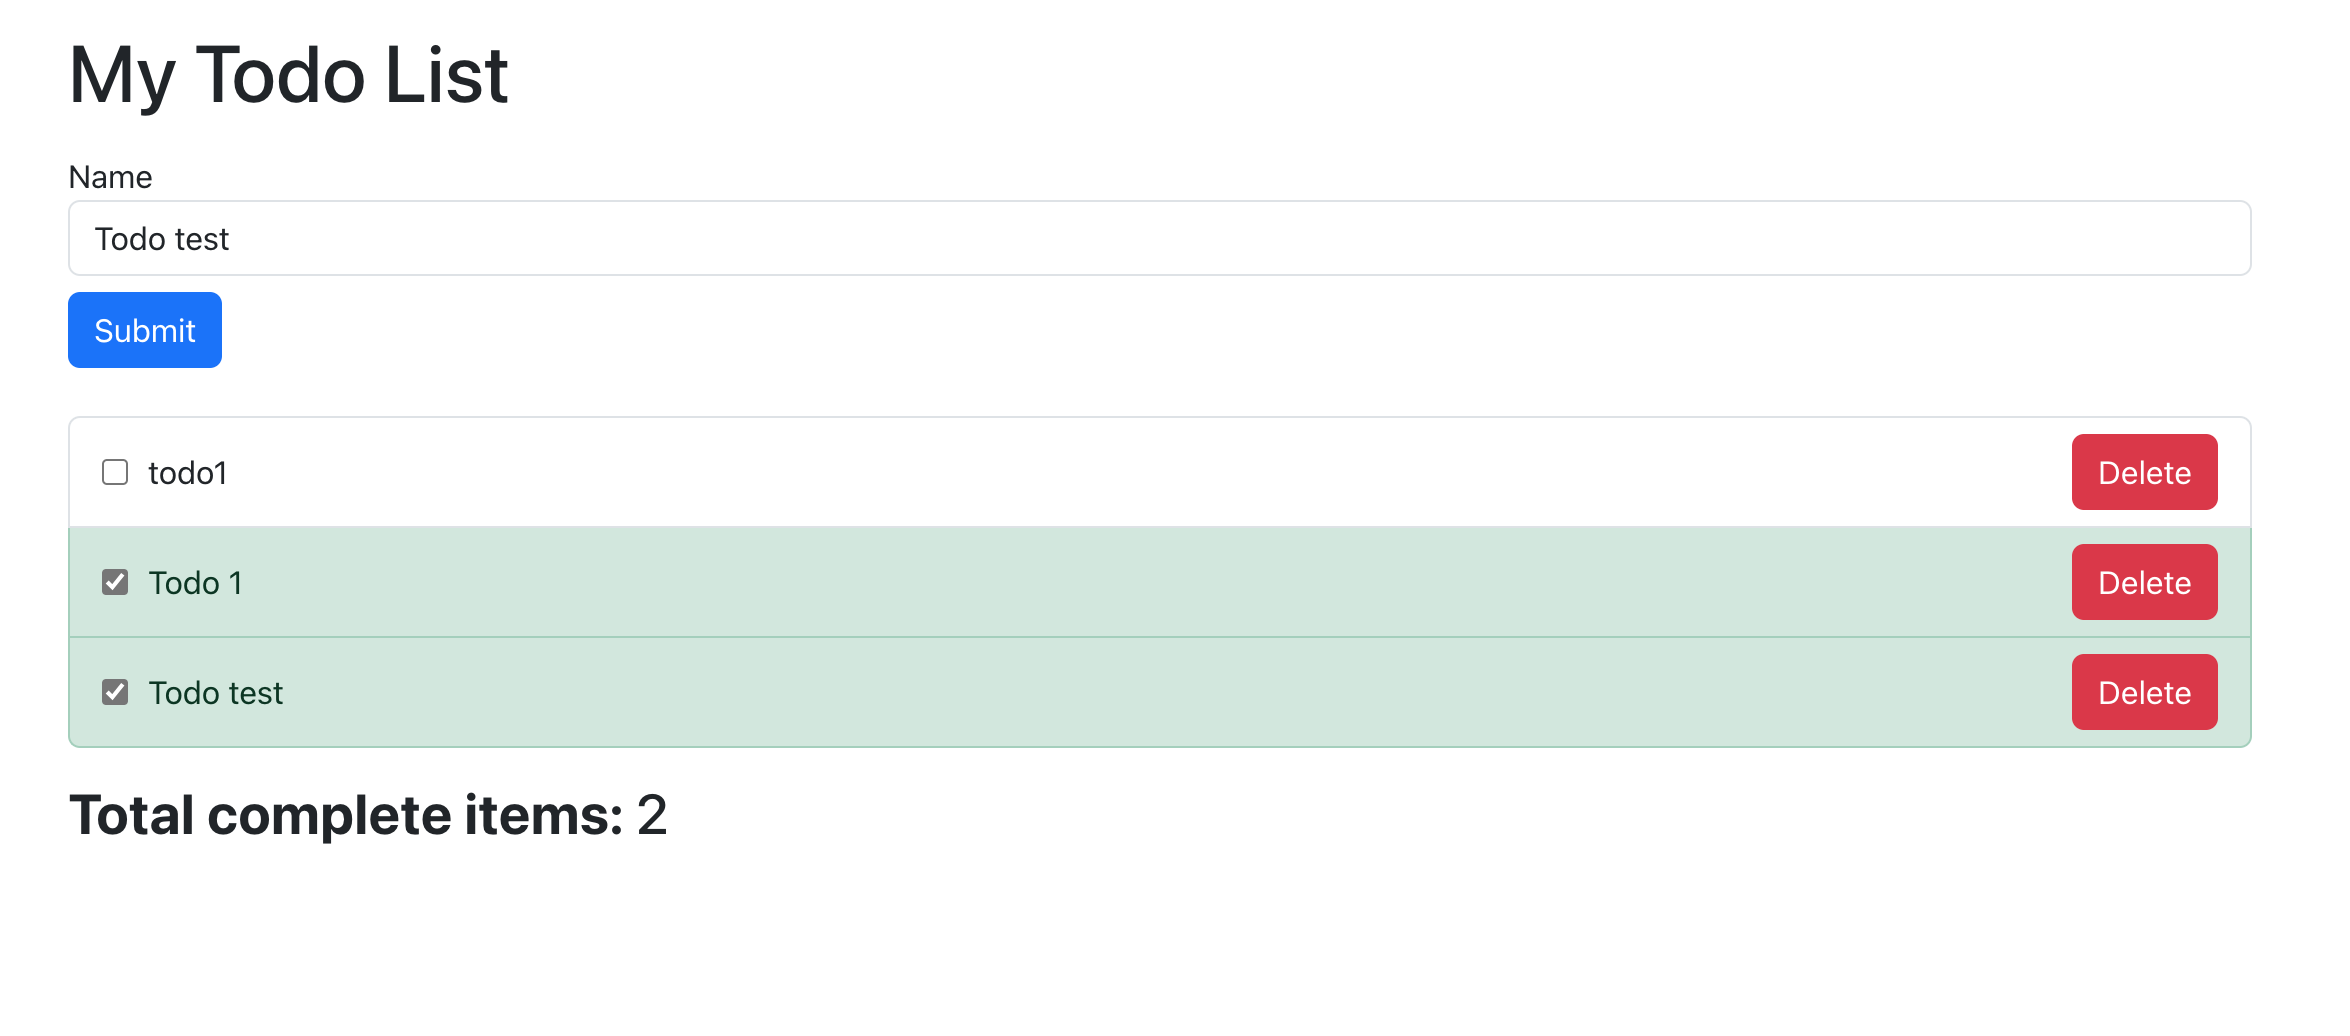 My Todo List
Name
Todo test
Submit
todo1 Delete
Todo 1 Delete
Todo test Delete
Total complete items: 2